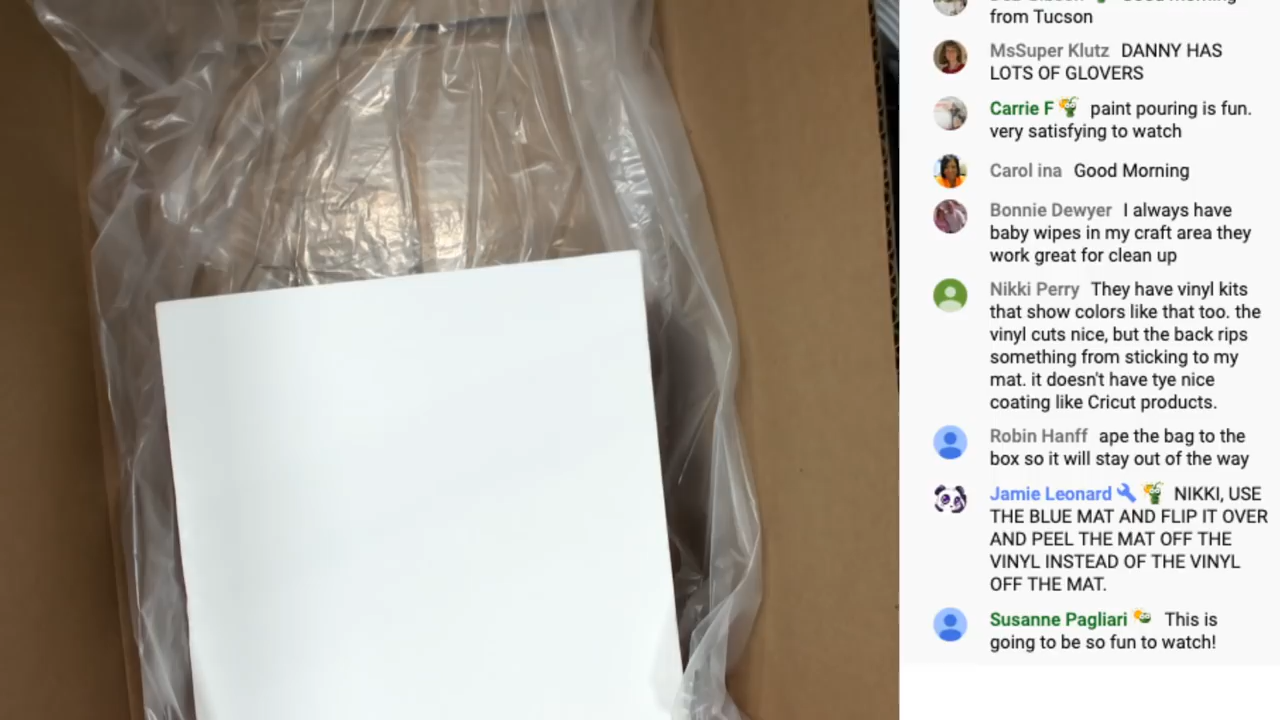 from Tucson
MsSuper Klutz DANNY HAS
LOTS OF GLOVERS
Carrie F paint pouring is fun.
very satisfying to watch
Carol ina Good Morning
Bonnie Dewyer I always have
baby wipes in my craft area they
work great for clean up
Nikki Perry They have vinyl kits
that show colors like that too. the
vinyl cuts nice, but the back rips
something from sticking to my
mat. it doesn't have tye nice
coating like Cricut products.
Robin Hanff ape the bag to the
box so it will stay out of the way
Jamie Leonard NIKKI, USE
THE BLUE MAT AND FLIP IT OVER
AND PEEL THE MAT OFF THE
VINYL INSTEAD OF THE VINYL
OFF THE MAT.
Susanne Pagliari This is
going to be so fun to watch!